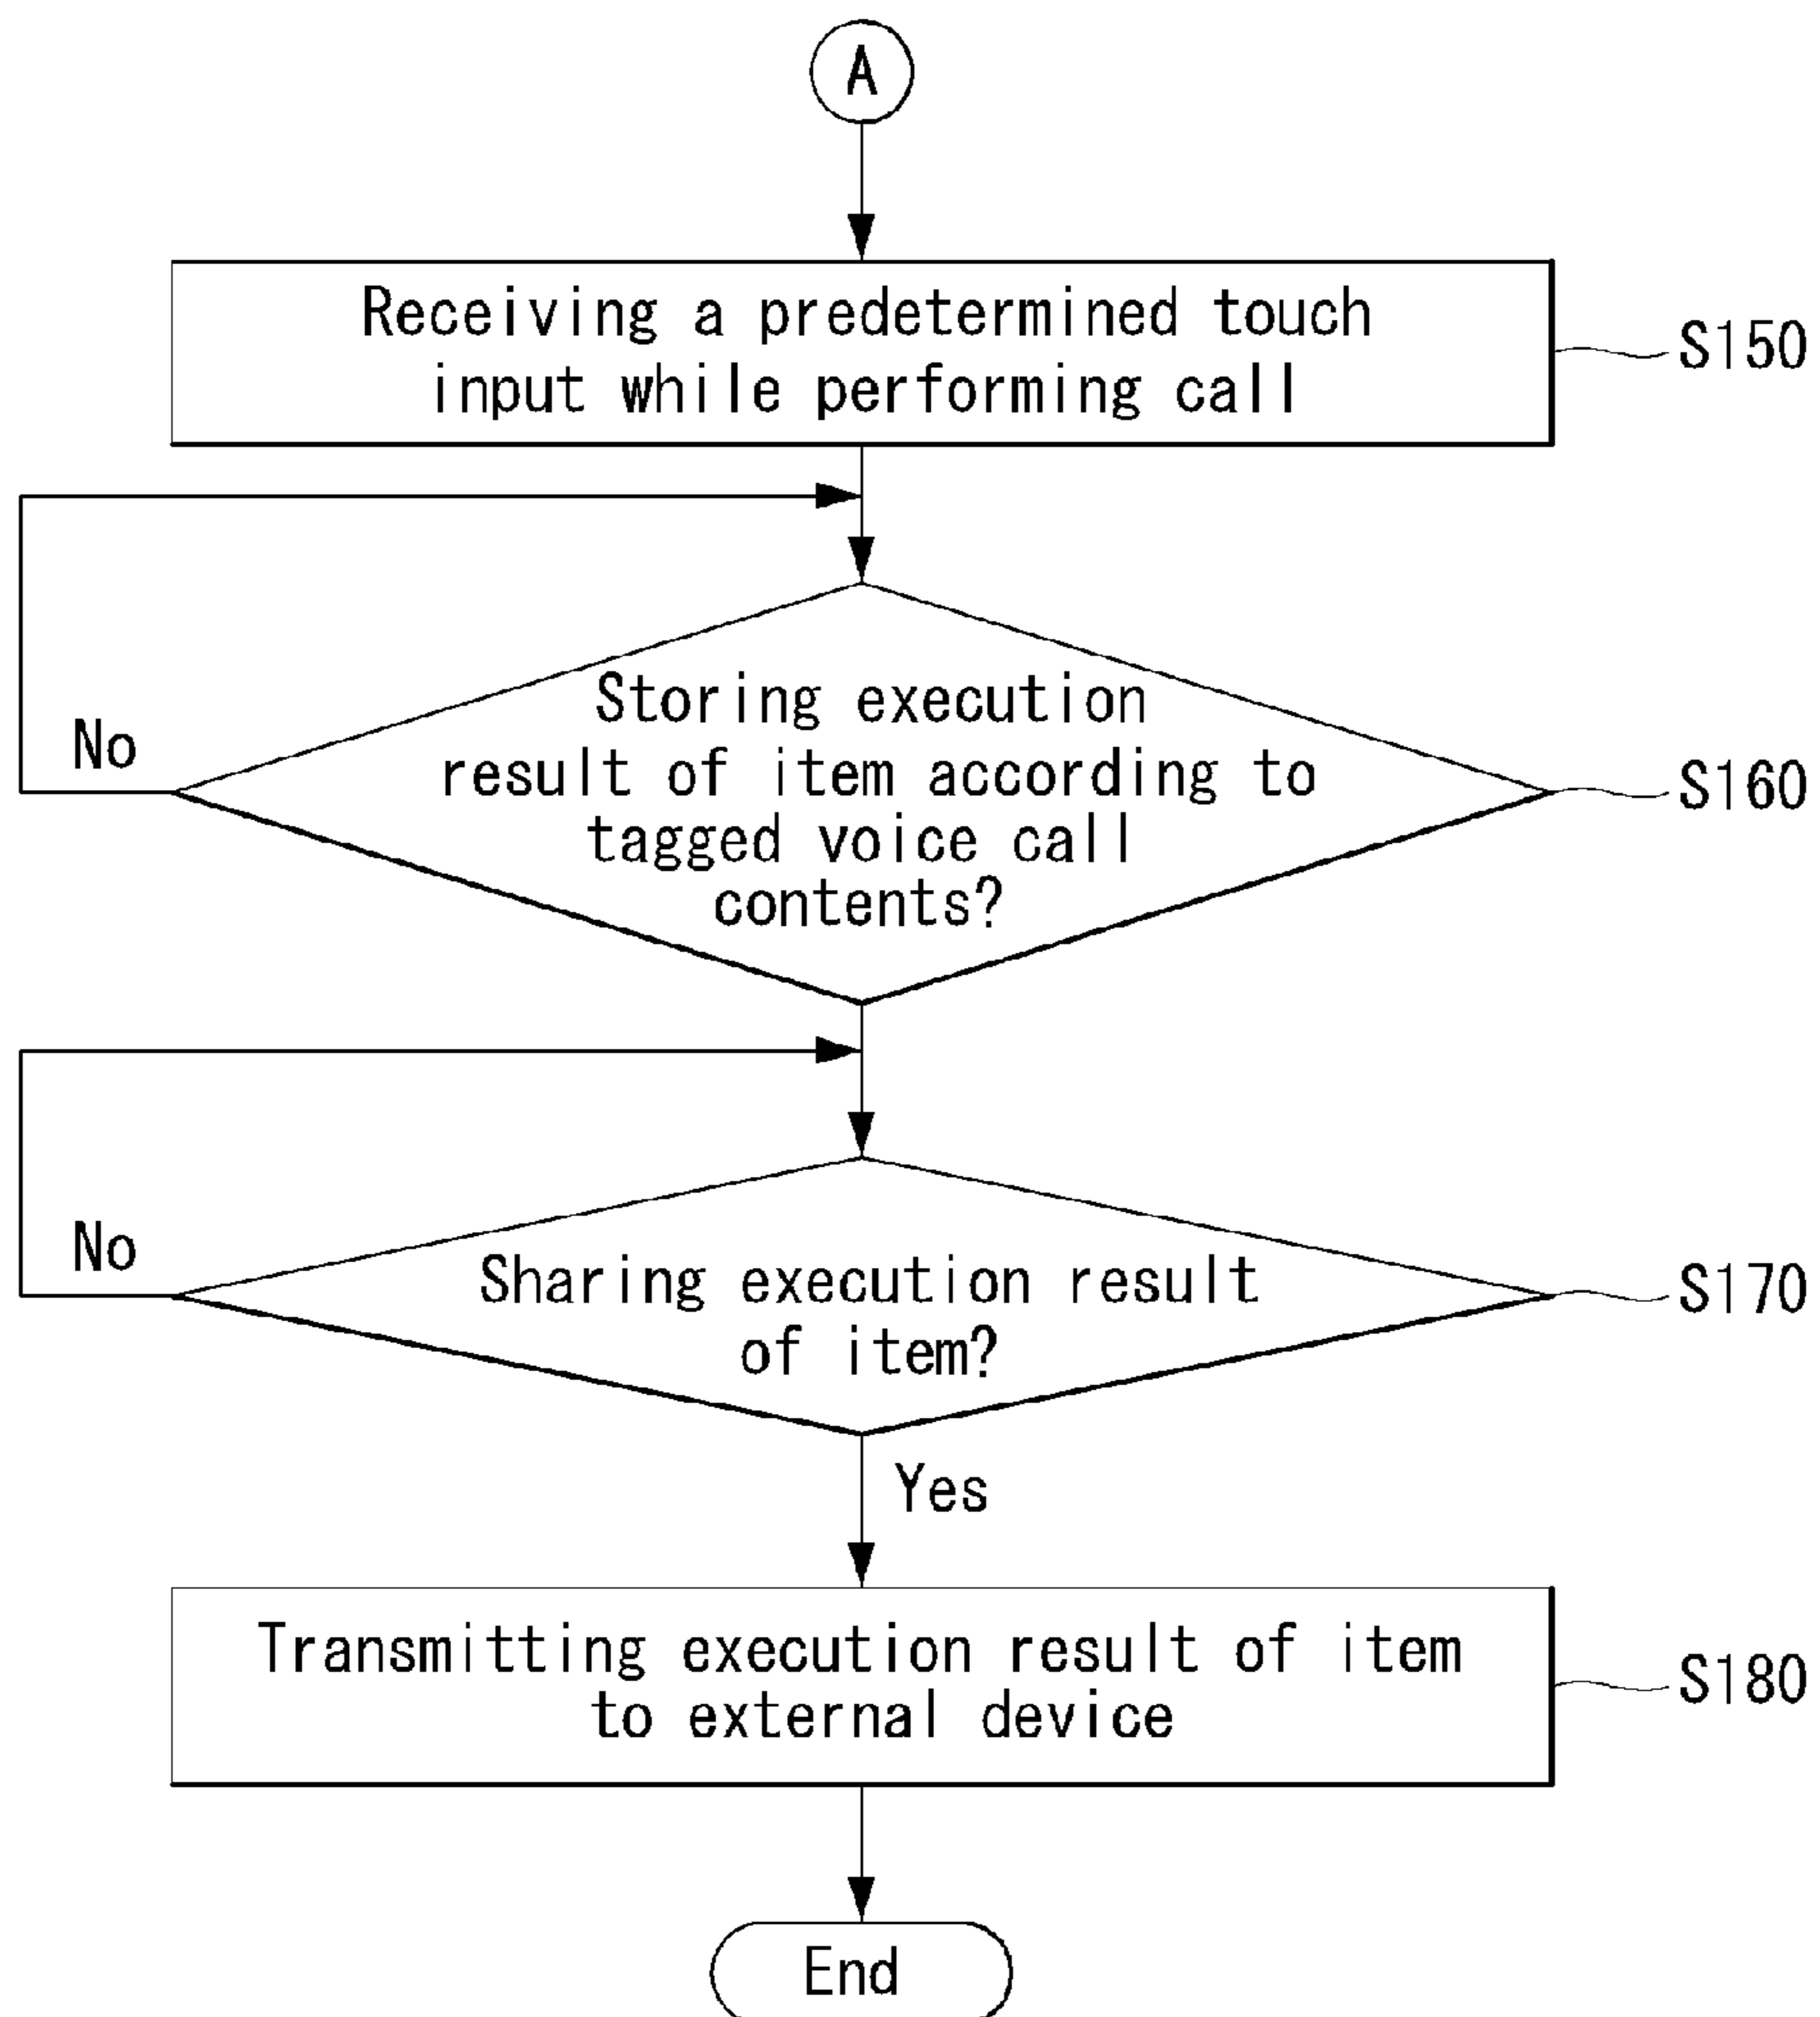 A
Receiving a predetermined touch
input while performing call
S150
Storing execution
result of item according to
tagged voice call
contents?
No
S160
Sharing execution result
of item?
No
S170
Yes
Transmitting execution result of item
to external device
S180
End